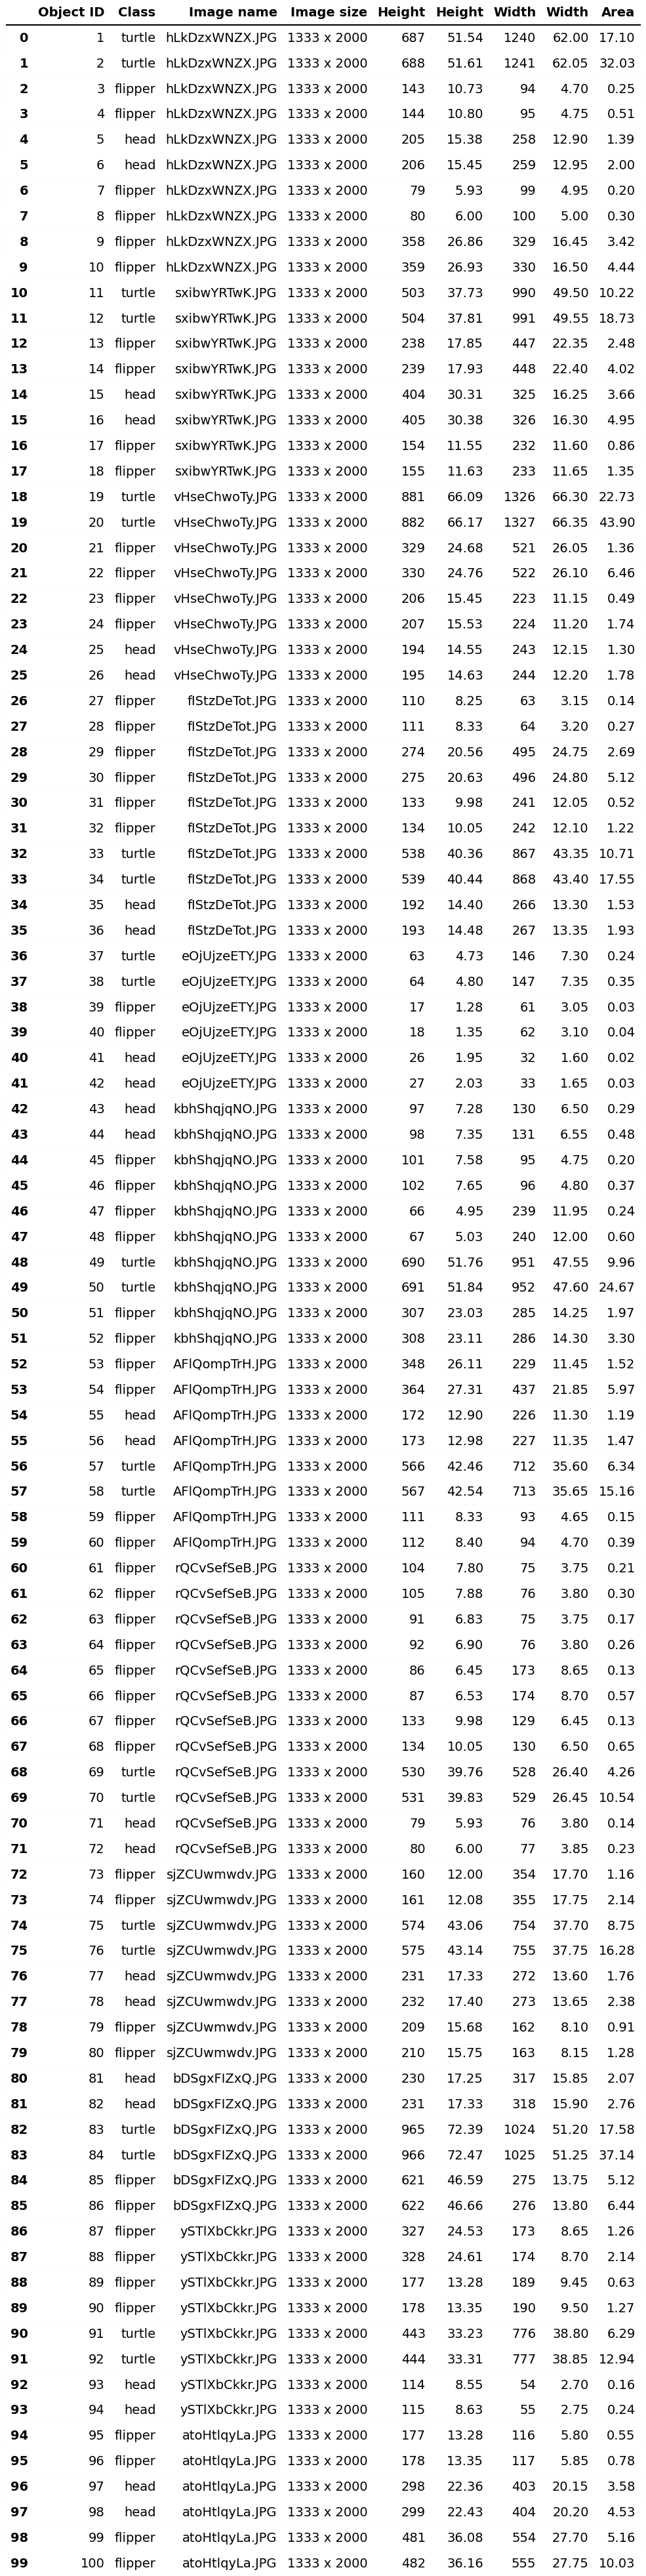 Object ID Class Image name Image size Height Height Width Width Area
0 1 turtle hLkDzxWNZX.JPG 1333 x 2000 687 51.54 1240 62.00 17.10
1 2 turtle hLkDzxWNZX.JPG 1333 x 2000 688 51.61 1241 62.05 32.03
2 3 flipper hLkDzxWNZX.JPG 1333 x 2000 143 10.73 94 4.70 0.25
3 4 flipper hLkDzxWNZX.JPG 1333 x 2000 144 10.80 95 4.75 0.51
4 5 head hLkDzxWNZX.JPG 1333 x 2000 205 15.38 258 12.90 1.39
5 6 head hLkDzxWNZX.JPG 1333 x 2000 206 15.45 259 12.95 2.00
6 7 flipper hLkDzxWNZX.JPG 1333 x 2000 79 5.93 99 4.95 0.20
7 8 flipper hLkDzxWNZX.JPG 1333 x 2000 80 6.00 100 5.00 0.30
8 9 flipper hLkDzxWNZX.JPG 1333 x 2000 358 26.86 329 16.45 3.42
9 10 flipper hLkDzxWNZX.JPG 1333 x 2000 359 26.93 330 16.50 4.44
10 11 turtle sxibwYRTwK.JPG 1333 x 2000 503 37.73 990 49.50 10.22
11 12 turtle sxibwYRTwK.JPG 1333 x 2000 504 37.81 991 49.55 18.73
12 13 flipper sxibwYRTwK.JPG 1333 x 2000 238 17.85 447 22.35 2.48
13 14 flipper sxibwYRTwK.JPG 1333 x 2000 239 17.93 448 22.40 4.02
14 15 head sxibwYRTwK.JPG 1333 x 2000 404 30.31 325 16.25 3.66
15 16 head sxibwYRTwK.JPG 1333 x 2000 405 30.38 326 16.30 4.95
16 17 flipper sxibwYRTwK.JPG 1333 x 2000 154 11.55 232 11.60 0.86
17 18 flipper sxibwYRTwK.JPG 1333 x 2000 155 11.63 233 11.65 1.35
18 19 turtle vHseChwoTy.JPG 1333 x 2000 881 66.09 1326 66.30 22.73
19 20 turtle vHseChwoTy.JPG 1333 x 2000 882 66.17 1327 66.35 43.90
20 21 flipper vHseChwoTy.JPG 1333 x 2000 329 24.68 521 26.05 1.36
21 22 flipper vHseChwoTy.JPG 1333 x 2000 330 24.76 522 26.10 6.46
22 23 flipper vHseChwoTy.JPG 1333 x 2000 206 15.45 223 11.15 0.49
23 24 flipper vHseChwoTy.JPG 1333 x 2000 207 15.53 224 11.20 1.74
24 25 head vHseChwoTy.JPG 1333 x 2000 194 14.55 243 12.15 1.30
25 26 head vHseChwoTy.JPG 1333 x 2000 195 14.63 244 12.20 1.78
26 27 flipper flStzDeTot.JPG 1333 x 2000 110 8.25 63 3.15 0.14
27 28 flipper flStzDeTot.JPG 1333 x 2000 111 8.33 64 3.20 0.27
28 29 flipper flStzDeTot.JPG 1333 x 2000 274 20.56 495 24.75 2.69
29 30 flipper flStzDeTot.JPG 1333 x 2000 275 20.63 496 24.80 5.12
30 31 flipper flStzDeTot.JPG 1333 x 2000 133 9.98 241 12.05 0.52
31 32 flipper flStzDeTot.JPG 1333 x 2000 134 10.05 242 12.10 1.22
32 33 turtle flStzDeTot.JPG 1333 x 2000 538 40.36 867 43.35 10.71
33 34 turtle flStzDeTot.JPG 1333 x 2000 539 40.44 868 43.40 17.55
34 35 head flStzDeTot.JPG 1333 x 2000 192 14.40 266 13.30 1.53
35 36 head flStzDeTot.JPG 1333 x 2000 193 14.48 267 13.35 1.93
36 37 turtle eOjUjzeETY.JPG 1333 x 2000 63 4.73 146 7.30 0.24
37 38 turtle eOjUjzeETY.JPG 1333 x 2000 64 4.80 147 7.35 0.35
38 39 flipper eOjUjzeETY.JPG 1333 x 2000 17 1.28 61 3.05 0.03
39 40 flipper eOjUjzeETY.JPG 1333 x 2000 18 1.35 62 3.10 0.04
40 41 head eOjUjzeETY.JPG 1333 x 2000 26 1.95 32 1.60 0.02
41 42 head eOjUjzeETY.JPG 1333 x 2000 27 2.03 33 1.65 0.03
42 43 head kbhShqjqNO.JPG 1333 x 2000 97 7.28 130 6.50 0.29
43 44 head kbhShqjqNO.JPG 1333 x 2000 98 7.35 131 6.55 0.48
44 45 flipper kbhShqjqNO.JPG 1333 x 2000 101 7.58 95 4.75 0.20
45 46 flipper kbhShqjqNO.JPG 1333 x 2000 102 7.65 96 4.80 0.37
46 47 flipper kbhShqjqNO.JPG 1333 x 2000 66 4.95 239 11.95 0.24
47 48 flipper kbhShqjqNO.JPG 1333 x 2000 67 5.03 240 12.00 0.60
48 49 turtle kbhShqjqNO.JPG 1333 x 2000 690 51.76 951 47.55 9.96
49 50 turtle kbhShqjqNO.JPG 1333 x 2000 691 51.84 952 47.60 24.67
50 51 flipper kbhShqjqNO.JPG 1333 x 2000 307 23.03 285 14.25 1.97
51 52 flipper kbhShqjqNO.JPG 1333 x 2000 308 23.11 286 14.30 3.30
52 53 flipper AFlQompTrH.JPG 1333 x 2000 348 26.11 229 11.45 1.52
53 54 flipper AFlQompTrH.JPG 1333 x 2000 364 27.31 437 21.85 5.97
54 55 head AFlQompTrH.JPG 1333 x 2000 172 12.90 226 11.30 1.19
55 56 head AFlQompTrH.JPG 1333 x 2000 173 12.98 227 11.35 1.47
56 57 turtle AFlQompTrH.JPG 1333 x 2000 566 42.46 712 35.60 6.34
57 58 turtle AFlQompTrH.JPG 1333 x 2000 567 42.54 713 35.65 15.16
58 59 flipper AFlQompTrH.JPG 1333 x 2000 111 8.33 93 4.65 0.15
59 60 flipper AFlQompTrH.JPG 1333 x 2000 112 8.40 94 4.70 0.39
60 61 flipper rQCvSefSeB.JPG 1333 x 2000 104 7.80 75 3.75 0.21
61 62 flipper rQCvSefSeB.JPG 1333 x 2000 105 7.88 76 3.80 0.30
62 63 flipper rQCvSefSeB.JPG 1333 x 2000 91 6.83 75 3.75 0.17
63 64 flipper rQCvSefSeB.JPG 1333 x 2000 92 6.90 76 3.80 0.26
64 65 flipper rQCvSefSeB.JPG 1333 x 2000 86 6.45 173 8.65 0.13
65 66 flipper rQCvSefSeB.JPG 1333 x 2000 87 6.53 174 8.70 0.57
66 67 flipper rQCvSefSeB.JPG 1333 x 2000 133 9.98 129 6.45 0.13
67 68 flipper rQCvSefSeB.JPG 1333 x 2000 134 10.05 130 6.50 0.65
68 69 turtle rQCvSefSeB.JPG 1333 x 2000 530 39.76 528 26.40 4.26
69 70 turtle rQCvSefSeB.JPG 1333 x 2000 531 39.83 529 26.45 10.54
70 71 head rQCvSefSeB.JPG 1333 x 2000 79 5.93 76 3.80 0.14
71 72 head rQCvSefSeB.JPG 1333 x 2000 80 6.00 77 3.85 0.23
72 73 flipper sjZCUwmwdv.JPG 1333 x 2000 160 12.00 354 17.70 1.16
73 74 flipper sjZCUwmwdv.JPG 1333 x 2000 161 12.08 355 17.75 2.14
74 75 turtle sjZCUwmwdv.JPG 1333 x 2000 574 43.06 754 37.70 8.75
75 76 turtle sjZCUwmwdv.JPG 1333 x 2000 575 43.14 755 37.75 16.28
76 77 head sjZCUwmwdv.JPG 1333 x 2000 231 17.33 272 13.60 1.76
77 78 head sjZCUwmwdv.JPG 1333 x 2000 232 17.40 273 13.65 2.38
78 79 flipper sjZCUwmwdv.JPG 1333 x 2000 209 15.68 162 8.10 0.91
79 80 flipper sjZCUwmwdv.JPG 1333 x 2000 210 15.75 163 8.15 1.28
80 81 head bDSgxFIZxQ.JPG 1333 x 2000 230 17.25 317 15.85 2.07
81 82 head bDSgxFIZxQ.JPG 1333 x 2000 231 17.33 318 15.90 2.76
82 83 turtle bDSgxFIZxQ.JPG 1333 x 2000 965 72.39 1024 51.20 17.58
83 84 turtle bDSgxFIZxQ.JPG 1333 x 2000 966 72.47 1025 51.25 37.14
84 85 flipper bDSgxFIZxQ.JPG 1333 x 2000 621 46.59 275 13.75 5.12
85 86 flipper bDSgxFIZxQ.JPG 1333 x 2000 622 46.66 276 13.80 6.44
86 87 flipper ySTlXbCkkr.JPG 1333 x 2000 327 24.53 173 8.65 1.26
87 88 flipper ySTlXbCkkr.JPG 1333 x 2000 328 24.61 174 8.70 2.14
88 89 flipper ySTlXbCkkr.JPG 1333 x 2000 177 13.28 189 9.45 0.63
89 90 flipper ySTlXbCkkr.JPG 1333 x 2000 178 13.35 190 9.50 1.27
90 91 turtle ySTlXbCkkr.JPG 1333 x 2000 443 33.23 776 38.80 6.29
91 92 turtle ySTlXbCkkr.JPG 1333 x 2000 444 33.31 777 38.85 12.94
92 93 head ySTlXbCkkr.JPG 1333 x 2000 114 8.55 54 2.70 0.16
93 94 head ySTlXbCkkr.JPG 1333 x 2000 115 8.63 55 2.75 0.24
94 95 flipper atoHtlqyLa.JPG 1333 x 2000 177 13.28 116 5.80 0.55
95 96 flipper atoHtlqyLa.JPG 1333 x 2000 178 13.35 117 5.85 0.78
96 97 head atoHtlqyLa.JPG 1333 x 2000 298 22.36 403 20.15 3.58
97 98 head atoHtlqyLa.JPG 1333 x 2000 299 22.43 404 20.20 4.53
98 99 flipper atoHtlqyLa.JPG 1333 x 2000 481 36.08 554 27.70 5.16
99 100 flipper atoHtlqyLa.JPG 1333 x 2000 482 36.16 555 27.75 10.03